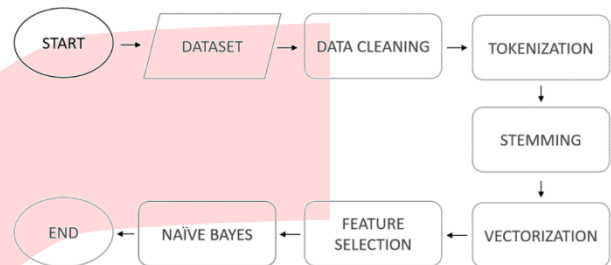 START
DATASET
DATA CLEANING
TOKENIZATION
STEMMING
VECTORIZATION
FEATURE
SELECTION
NAÏVE BAYES
END